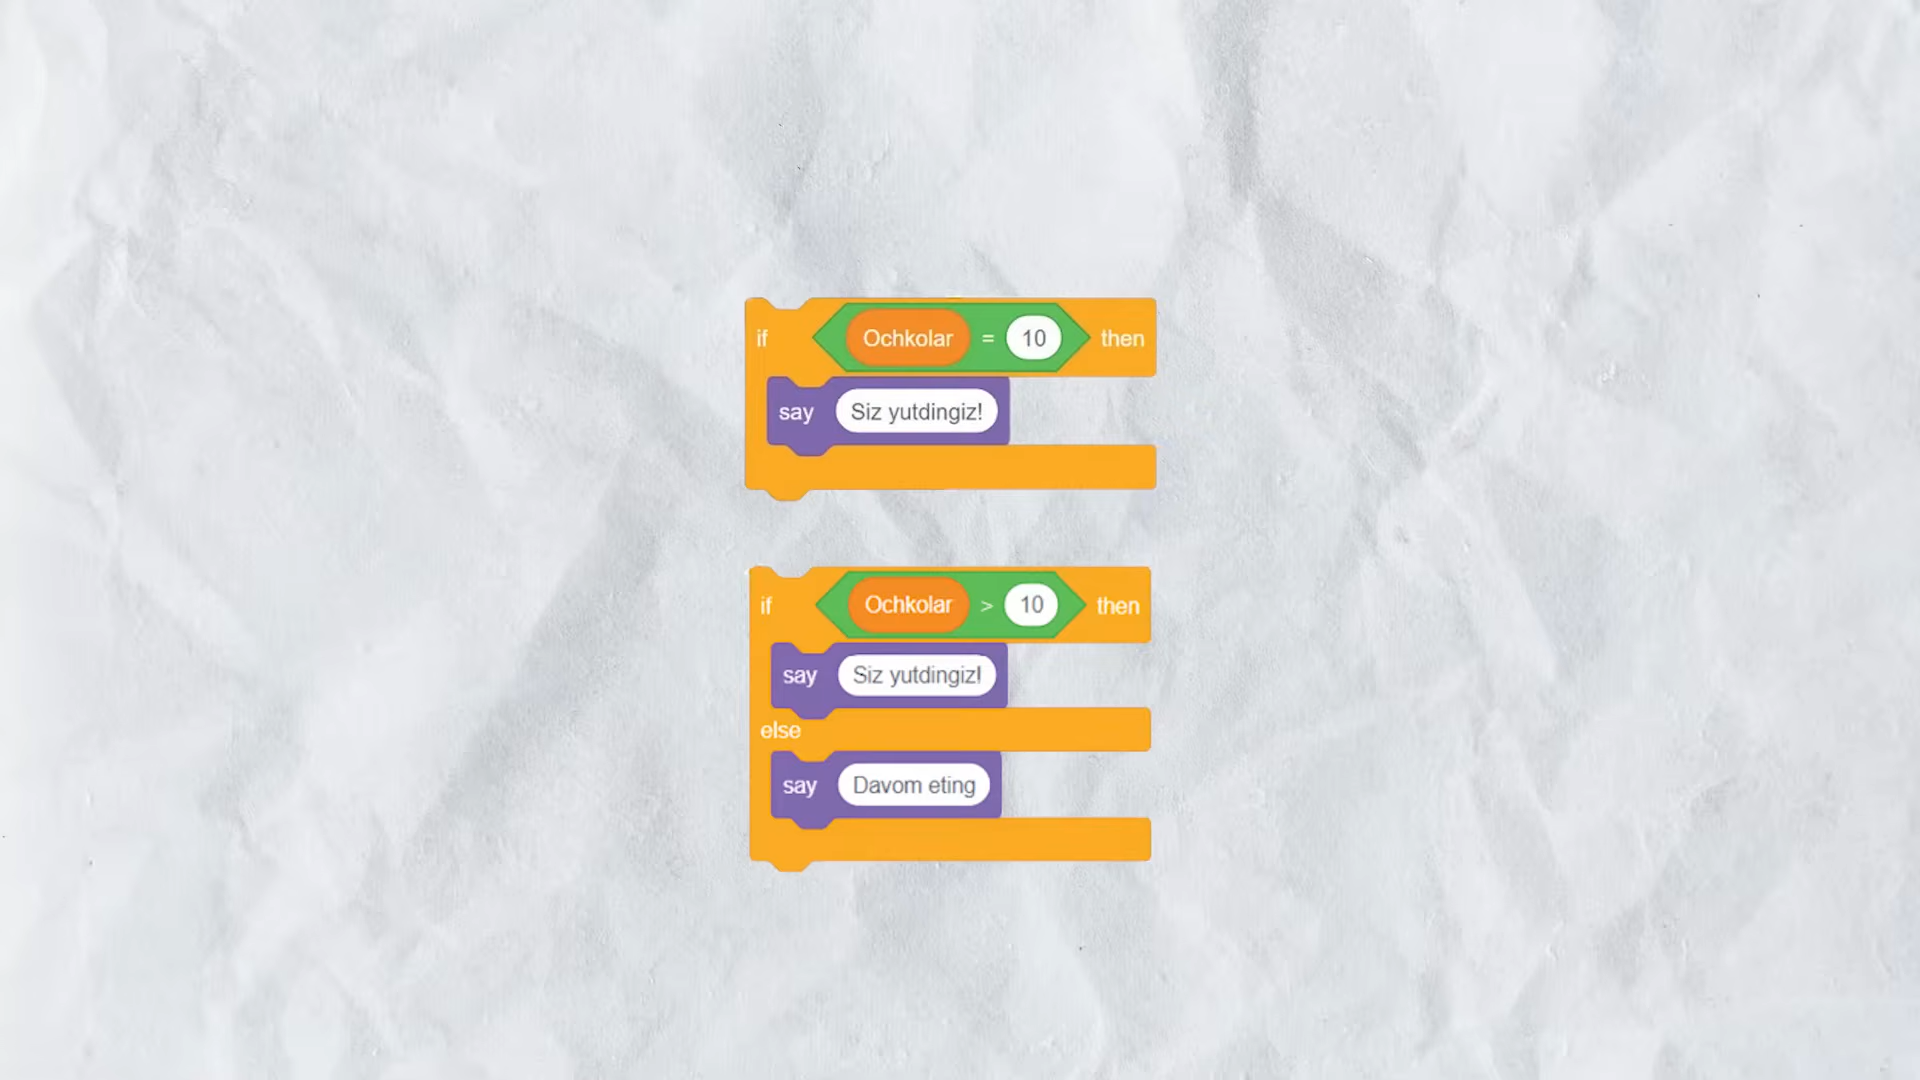 if Ochkolar = 10 then
say Siz yutdingiz!
if Ochkolar > 10 then
say Siz yutdingiz!
else
say Davom eting